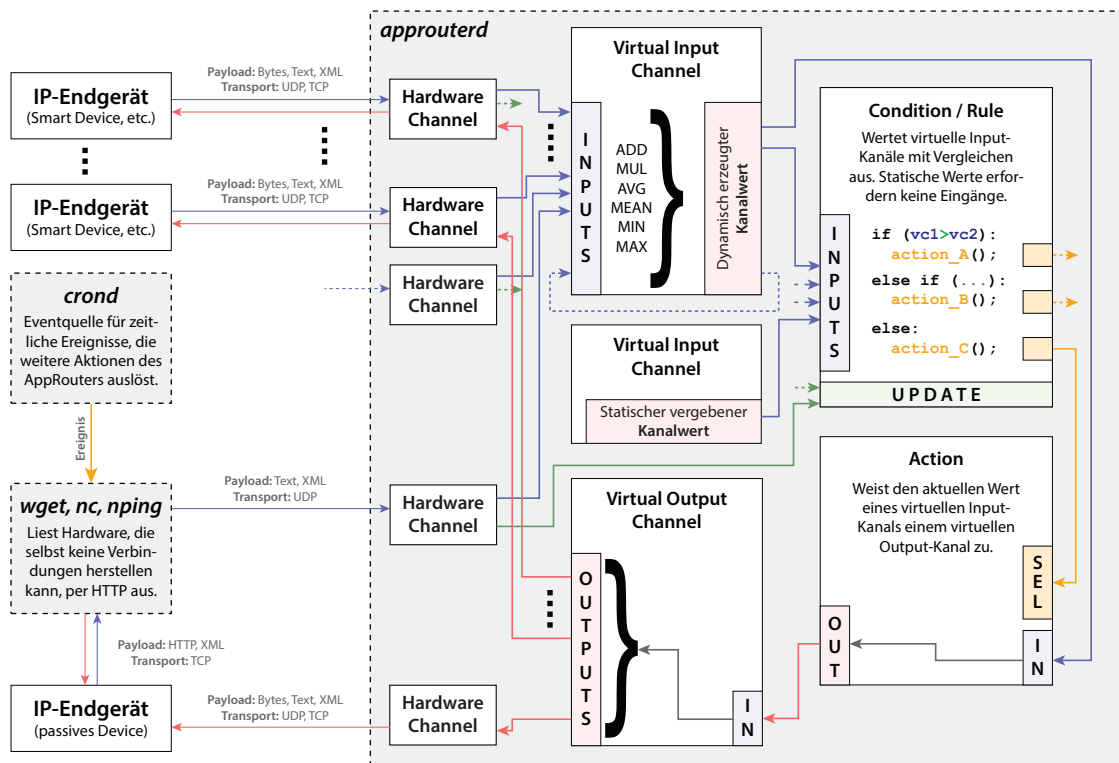 approuterd
Payload: Bytes, Text, XML
Transport: UDP, TCP
IP-Endgerät
(Smart Device, etc.)
Hardware
Channel
Payload: Bytes, Text, XML
Transport: UDP, TCP
IP-Endgerät
(Smart Device, etc.)
Hardware
Channel
Hardware
Channel
crond
Eventquelle für zeit-
liche Ereignisse, die
weitere Aktionen des
AppRouters auslöst.
Ereignis
wget, nc, nping
Liest Hardware, die
selbst keine Verbin-
dungen herstellen
kann, per HTTP aus.
Payload: Text, XML
Transport: UDP
Hardware
Channel
Payload: HTTP, XML
Transport: TCP
IP-Endgerät
(passives Device)
Payload: Bytes, Text, XML
Transport: UDP, TCP
Hardware
Channel
Virtual Input
Channel
INPUTS
ADD
MUL
AVG
MEAN
MIN
MAX
Dynamisch erzeugter
Kanalwert
Virtual Input
Channel
Statischer vergebener
Kanalwert
Virtual Output
Channel
OUTPUTS
IN
Condition / Rule
Wertet virtuelle Input-
Kanäle mit Vergleichen
aus. Statische Werte erfor-
dern keine Eingänge.
INPUTS
if (vc1>vc2):
action_A();
else if (...):
action_B();
else:
action_C();
UPDATE
Action
Weist den aktuellen Wert
eines virtuellen Input-
Kanals einem virtuellen
Output-Kanal zu.
SEL
OUT
IN